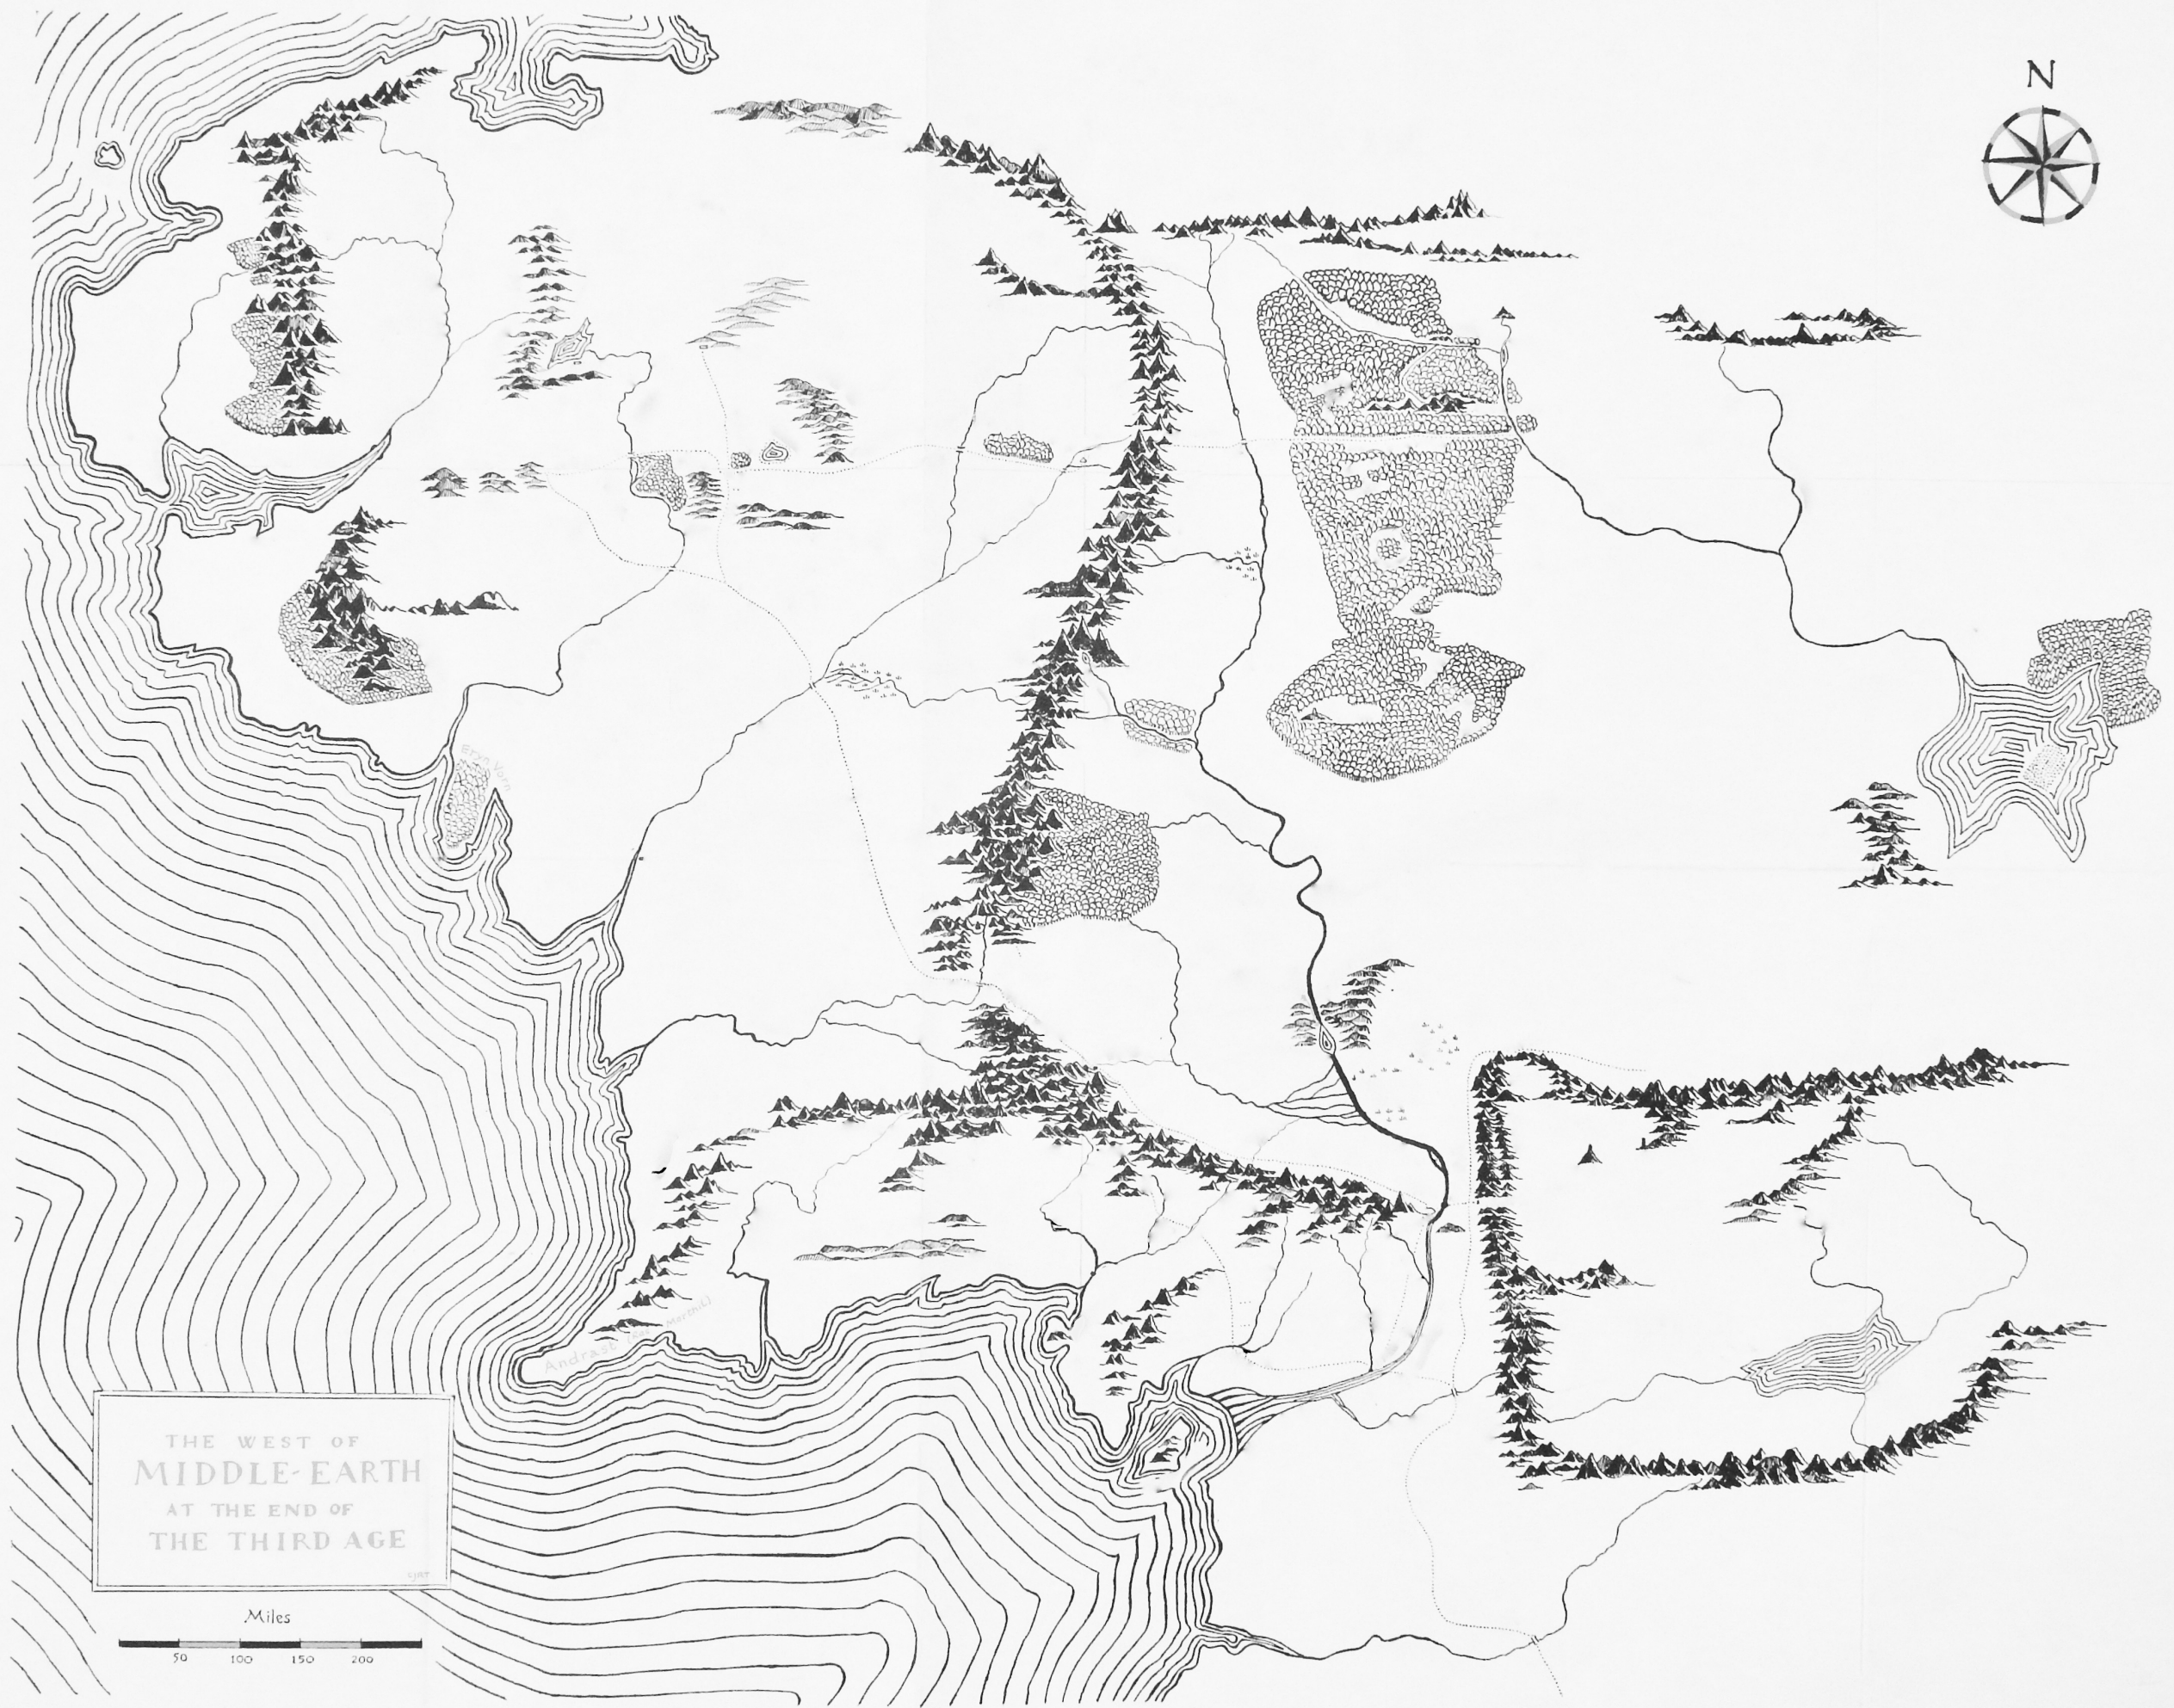 N
Eryn Vorn
Andrast
THE WEST OF
MIDDLE-EARTH
AT THE END OF
THE THIRD AGE
Miles
50 100 150 200